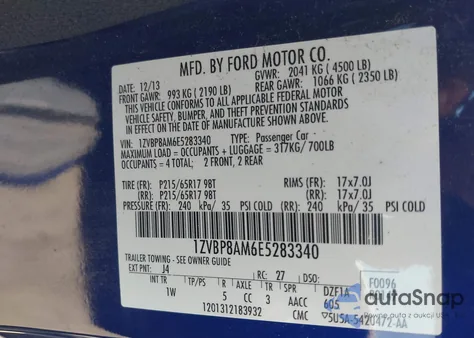 MFD. BY FORD MOTOR CO.
DATE: 12/13 GVWR: 2041 KG ( 4500 LB)
FRONT GAWR: 993 KG ( 2190 LB) REAR GAWR: 1066 KG ( 2350 LB)
THIS VEHICLE CONFORMS TO ALL APPLICABLE FEDERAL MOTOR
VEHICLE SAFETY, BUMPER, AND THEFT PREVENTION STANDARDS
IN EFFECT ON THE DATE OF MANUFACTURE SHOWN ABOVE.
VIN: 1ZVBP8AM6E5283340 TYPE: Passenger Car
MAXIMUM LOAD = OCCUPANTS + LUGGAGE = 317KG/ 700LB
OCCUPANTS = 4 TOTAL; 2 FRONT, 2 REAR
TIRE (FR): P215/65R17 98T RIMS (FR): 17x7.0J
(RR): P215/65R17 98T (RR): 17x7.0J
PRESSURE (FR): 240 kPa/ 35 PSI COLD (RR): 240 kPa/ 35 PSI COLD
1ZVBP8AM6E5283340
TRAILER TOWING - SEE OWNER GUIDE
EXT PNT: J4 RC: 27 DSO:
INT TR TP/PS R AXLE TR SPR
1W 5 CC 3 AACC
F0096
DZF1A
605
1201312183932 CMC
5U5A-5420472-AA
autoSnap